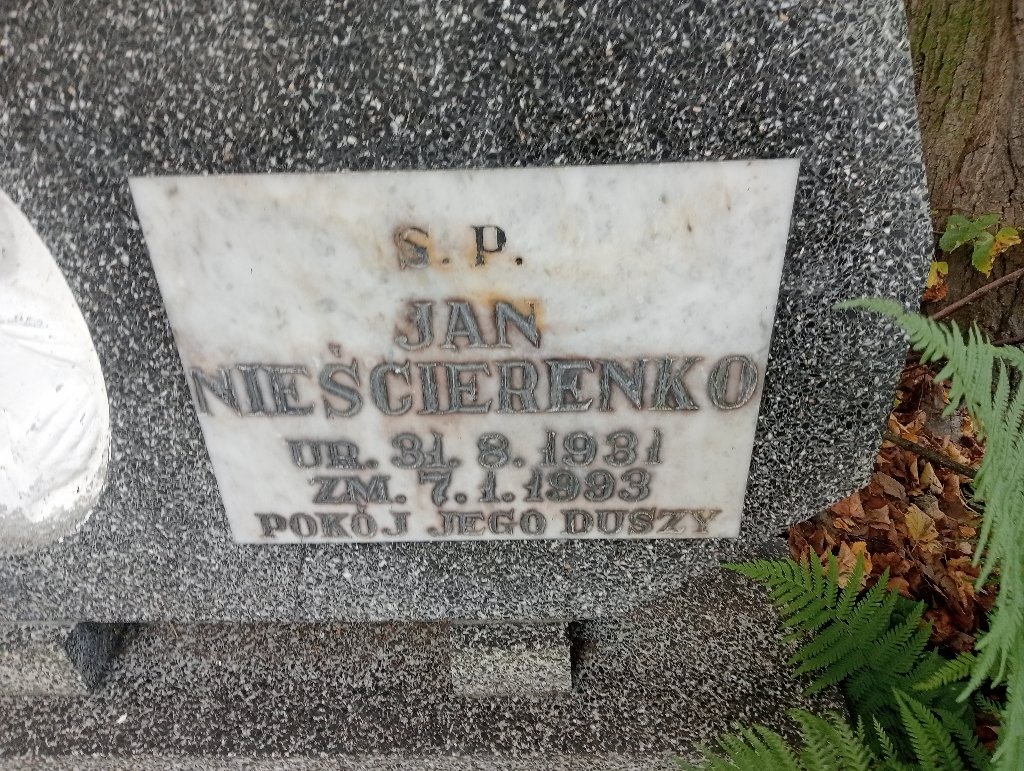 S. P.
JAN
NIEŚCIERENKO
UR. 31. 8. 1931
ZM. 7. 1. 1993
POKÓJ JEGO DUSZY